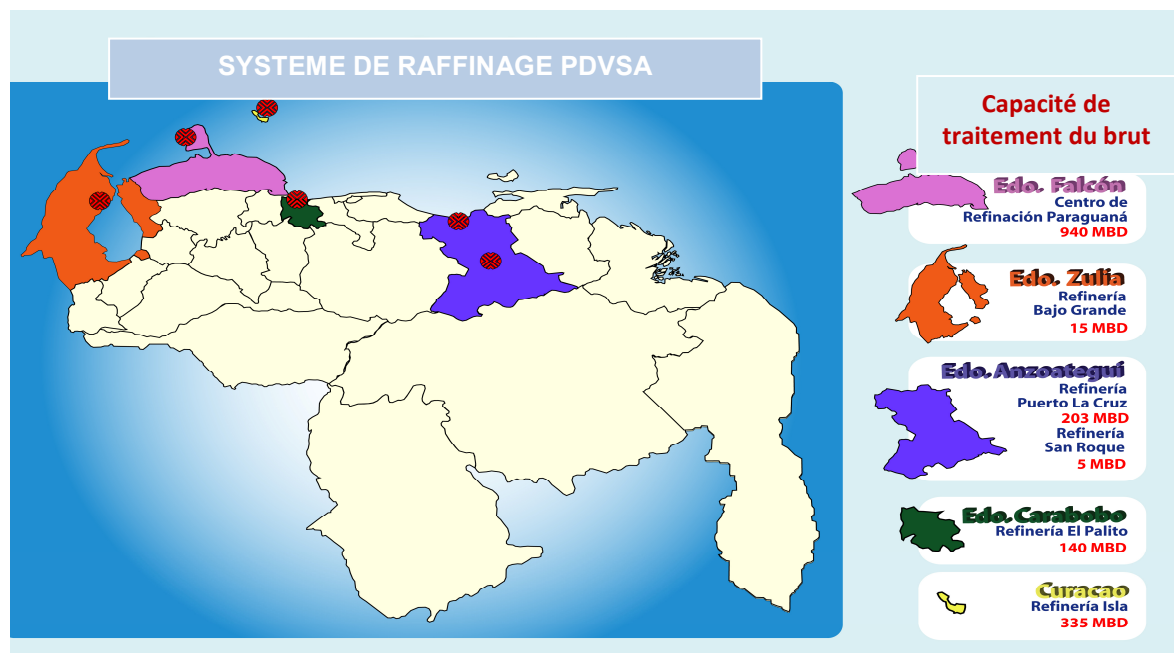 SYSTEME DE RAFFINAGE PDVSA
Capacité de
traitement du brut
Edo. Falcón
Centro de
Refinación Paraguaná
940 MBD
Edo. Zulia
Refinería
Bajo Grande
15 MBD
Edo. Anzoategui
Refinería
Puerto La Cruz
203 MBD
Refinería
San Roque
5 MBD
Edo. Carabobo
Refinería El Palito
140 MBD
Curacao
Refinería Isla
335 MBD